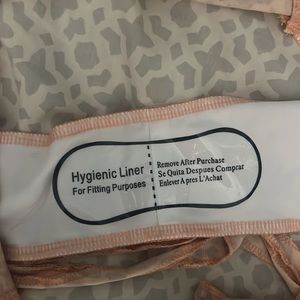 Hygienic Liner
For Fitting Purposes
Remove After Purchase
Se Quita Despues Comprar
Enlever A pres L'Achat